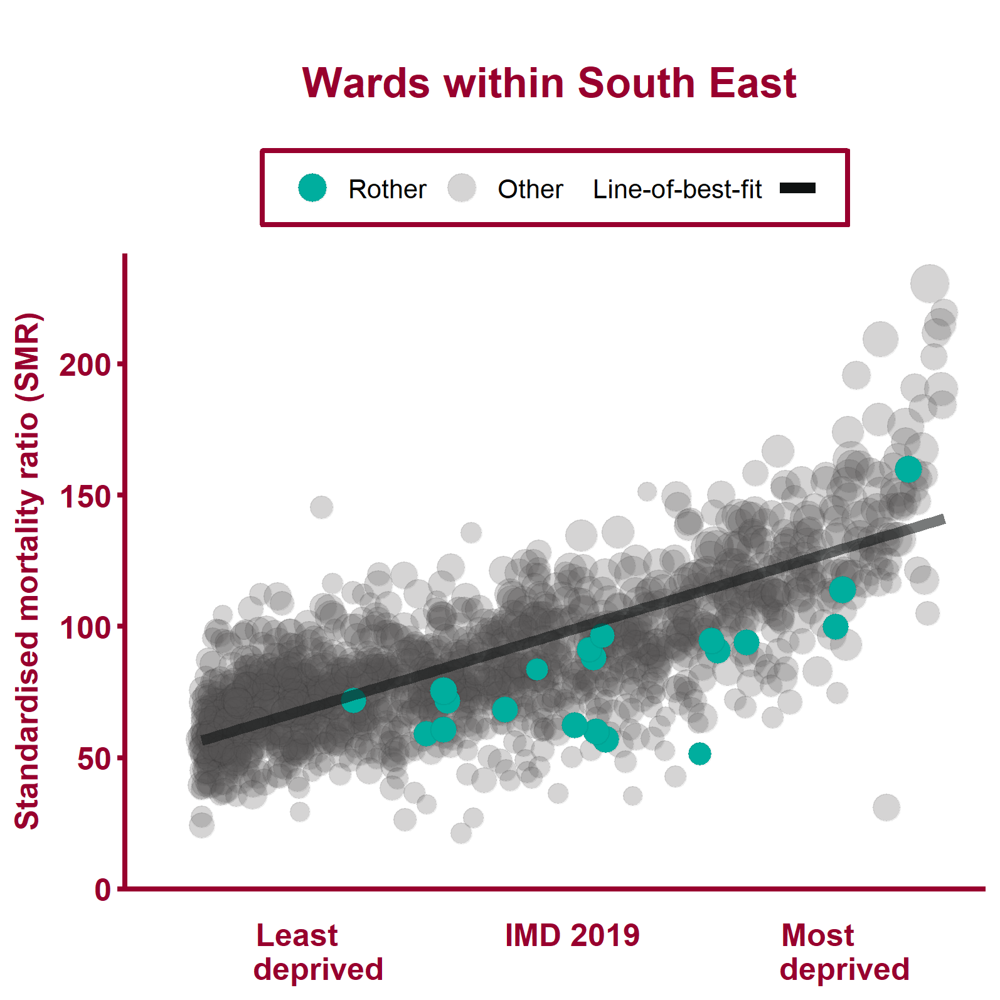 Wards within South East
Rother Other Line-of-best-fit
Standardised mortality ratio (SMR)
200
150
100
50
0
Least deprived
IMD 2019
Most deprived